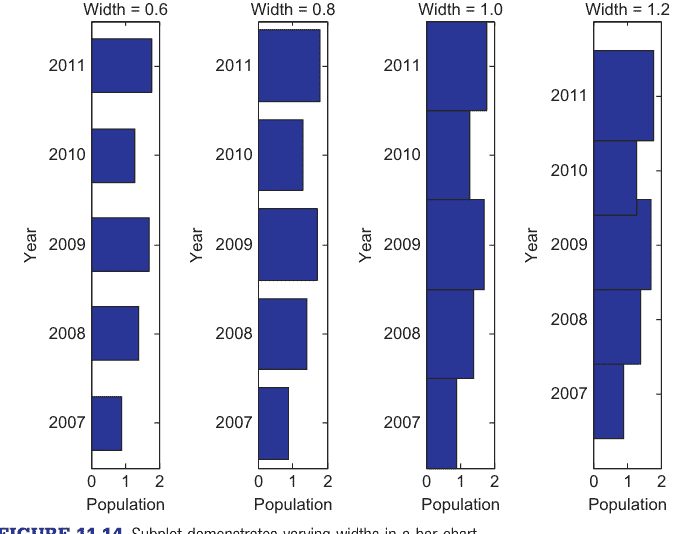 Width = 0.6
2011
2010
2009
2008
2007
Year
0 1 2
Population
Width = 0.8
2011
2010
2009
2008
2007
Year
0 1 2
Population
Width = 1.0
2011
2010
2009
2008
2007
Year
0 1 2
Population
Width = 1.2
2011
2010
2009
2008
2007
Year
0 1 2
Population
FIGURE 11.14 Subplot demonstrates varying widths in a bar chart